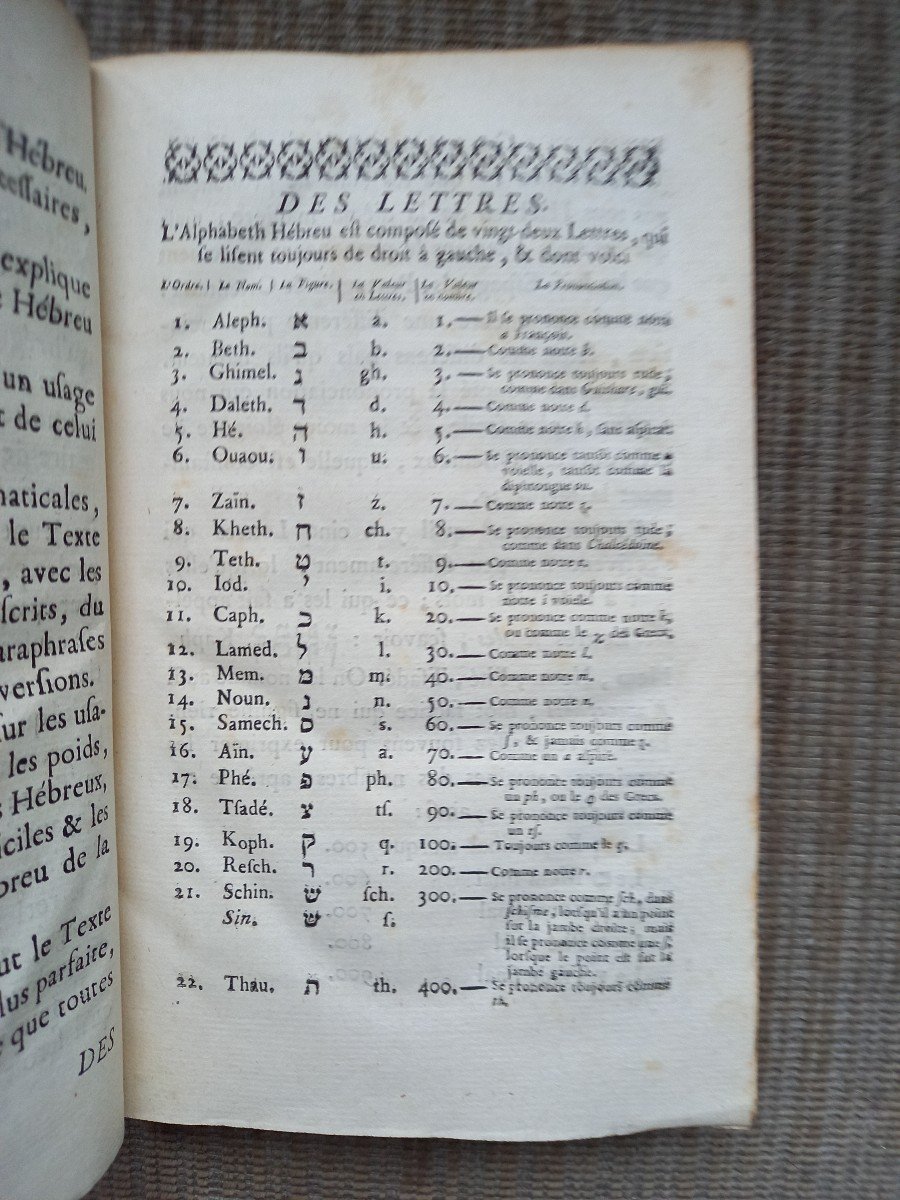 'Hébreu.
cessaires,
explique
Hébreu
un uſage
de celui
maticales,
le Texte
, avec les
ſcrits, du
araphraſes
verſions.
ſur les uſa-
les poids,
Hébreux,
iciles & les
breu de la
ut le Texte
lus parfaite,
que toutes
DES
DES LETTRES.
L'Alphabeth Hébreu eſt compoſé de vingt-deux Lettres, qui
ſe liſent toujours de droit à gauche, & dont voici
L'Ordre. | Le Nom. | La Figure. | La Valeur en Lettres. | La Valeur en nombre. La Prononciation.
1. Aleph. א a. 1.— Il ſe prononce comme notre
a François.
2. Beth. ב b. 2.— Comme notre b.
3. Ghimel. ג gh. 3.— Se prononce toujours rude;
comme dans
4. Daleth. ד d. 4.— Comme notre d.
5. Hé. ה h. 5.— Comme notre h, ſans aſpirat.
6. Ouaou. ו u. 6.— Se prononce tantôt comme
voielle, tantôt comme la
diphtongue ou.
7. Zaïn. ז z. 7.— Comme notre z.
8. Kheth. ח ch. 8.— Se prononce toujours rude;
comme dans Chalcédoine.
9. Teth. ט t. 9.— Comme notre t.
10. Iod. י i. 10.— Se prononce toujours comme
notre i voiele.
11. Caph. כ k. 20.— Se prononce comme notre k,
ou comme le χ des Grecs.
12. Lamed. ל l. 30.— Comme notre l.
13. Mem. מ m. 40.— Comme notre m.
14. Noun. נ n. 50.— Comme notre n.
15. Samech. ס s. 60.— Se prononce toujours comme
ſ, & jamais comme z.
16. Aïn. ע a. 70.— Comme un a aſpiré.
17. Phé. פ ph. 80.— Se prononce toujours comme
un ph, ou le φ des Grecs.
18. Tſadé. צ tſ. 90.— Se prononce toujours comme
un tſ.
19. Koph. ק q. 100.— Toujours comme le q.
20. Reſch. ר r. 200.— Comme notre r.
21. Schin. שׁ ſch. 300.— Se prononce comme ſch, dans
Sin. שׂ ſ. ſchiſme, lorſqu'il a un point
ſur la jambe droite; mais
il ſe prononce comme une ſ,
lorſque le point eſt ſur la
jambe gauche.
22. Thau. ת th. 400.— Se prononce toujours comme
th.